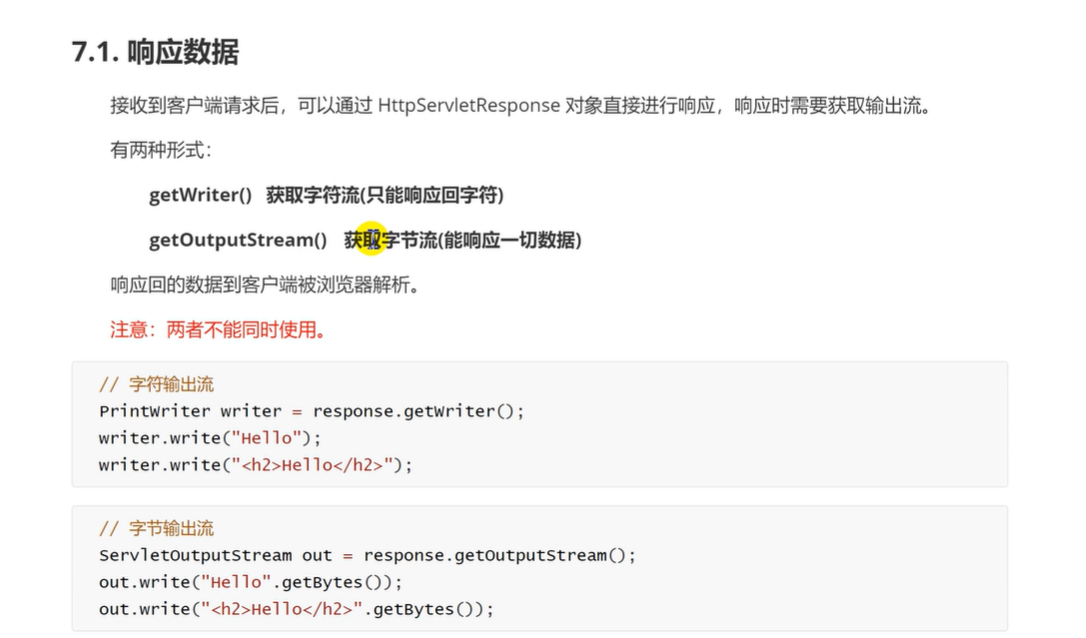 7.1. 响应数据
接收到客户端请求后，可以通过 HttpServletResponse 对象直接进行响应，响应时需要获取输出流。
有两种形式：
getWriter() 获取字符流(只能响应回字符)
getOutputStream() 获取字节流(能响应一切数据)
响应回的数据到客户端被浏览器解析。
注意：两者不能同时使用。
// 字符输出流
PrintWriter writer = response.getWriter();
writer.write("Hello");
writer.write("<h2>Hello</h2>");
// 字节输出流
ServletOutputStream out = response.getOutputStream();
out.write("Hello".getBytes());
out.write("<h2>Hello</h2>".getBytes());